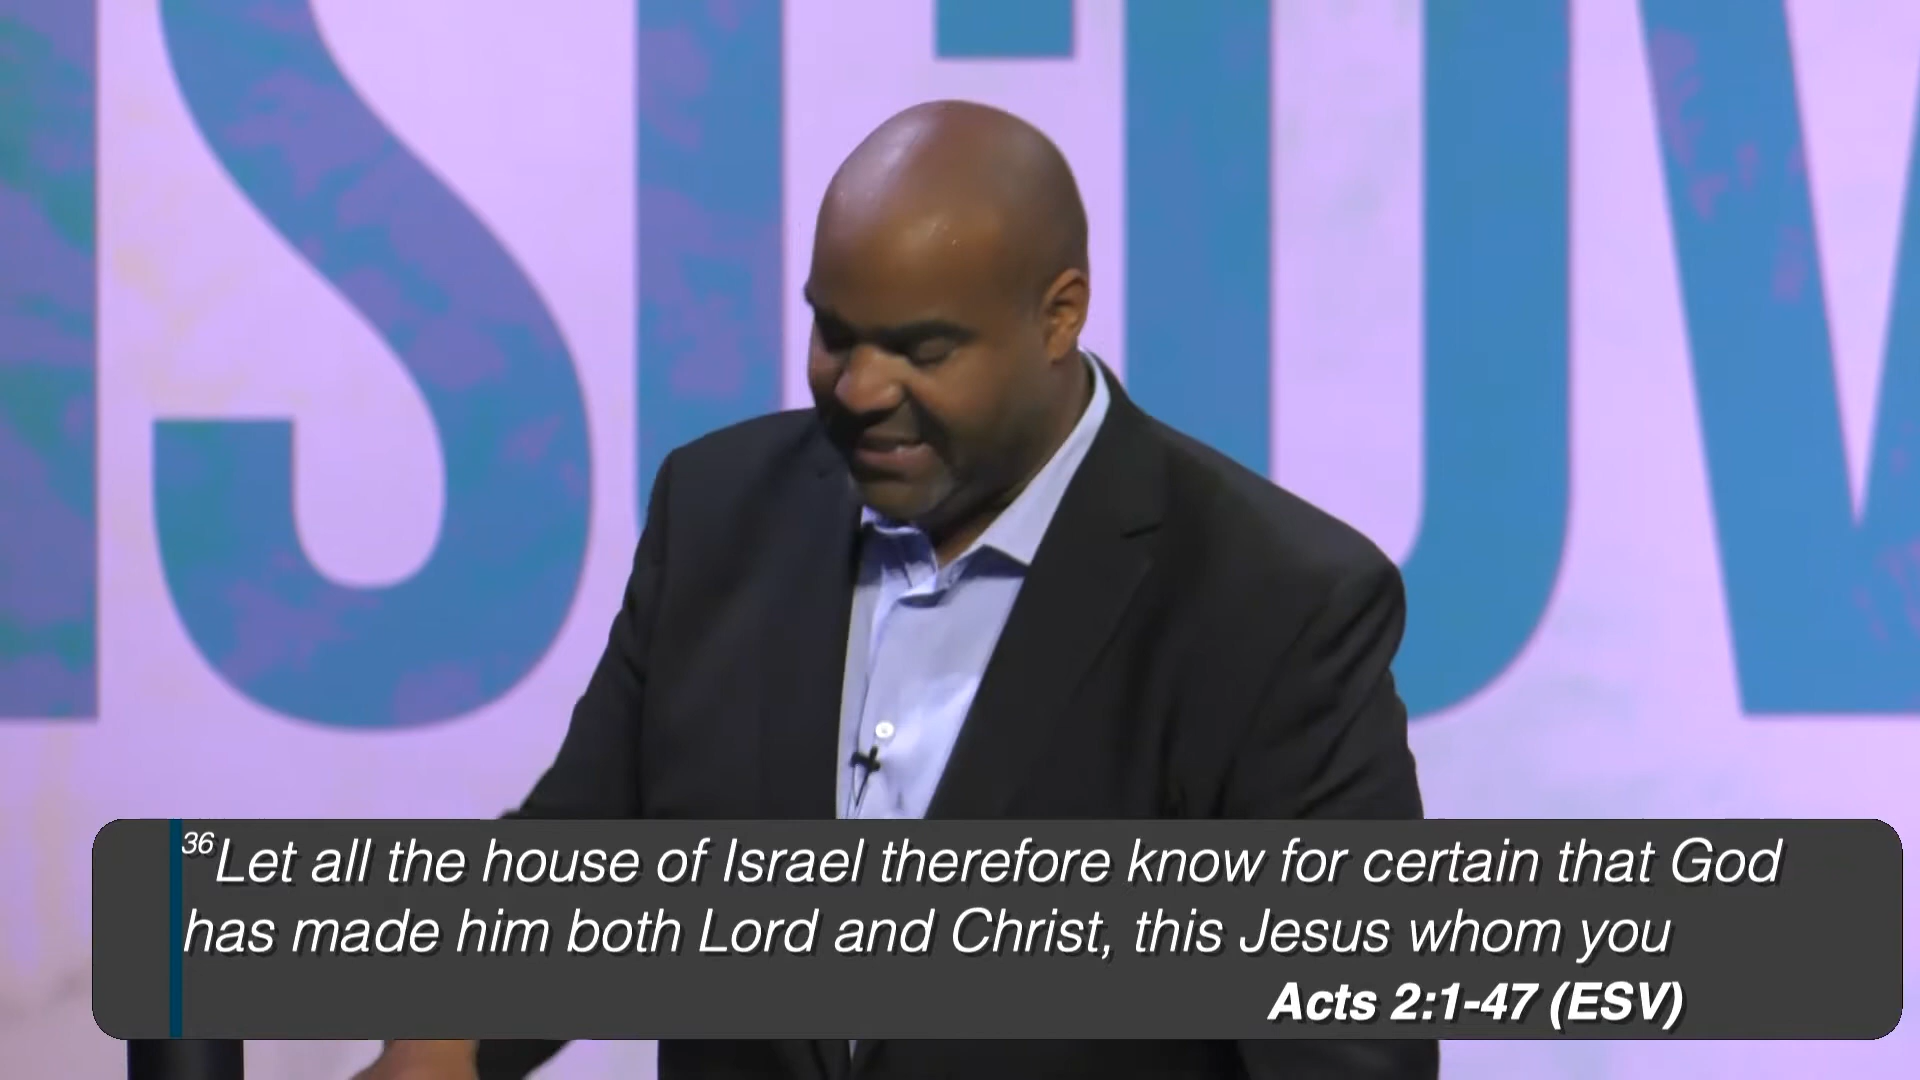 ³⁶Let all the house of Israel therefore know for certain that God
has made him both Lord and Christ, this Jesus whom you
Acts 2:1-47 (ESV)